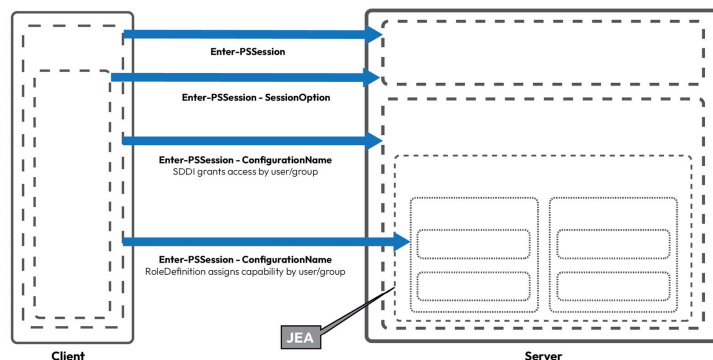 Enter-PSSession
Enter-PSSession - SessionOption
Enter-PSSession - ConfigurationName
SDDI grants access by user/group
Enter-PSSession - ConfigurationName
RoleDefinition assigns capability by user/group
JEA
Client
Server